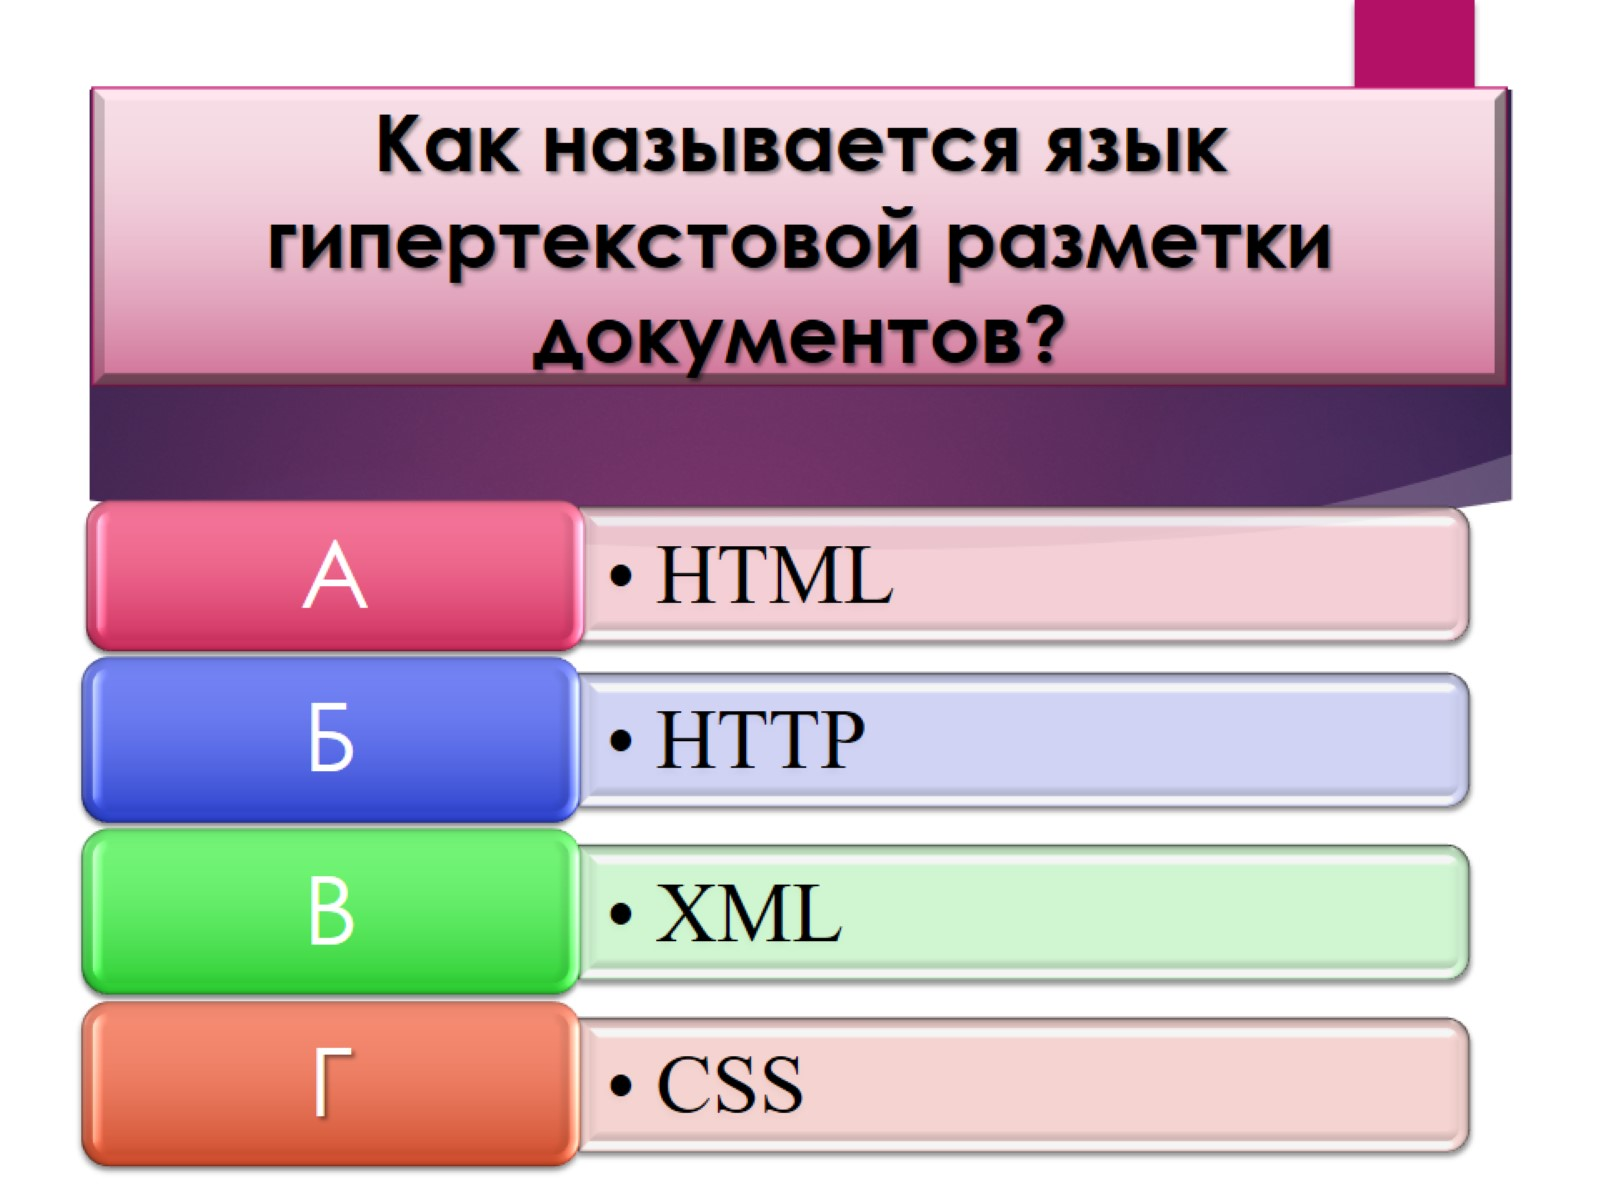 Как называется язык
гипертекстовой разметки
документов?
А
• HTML
Б
• HTTP
В
• XML
Г
• CSS